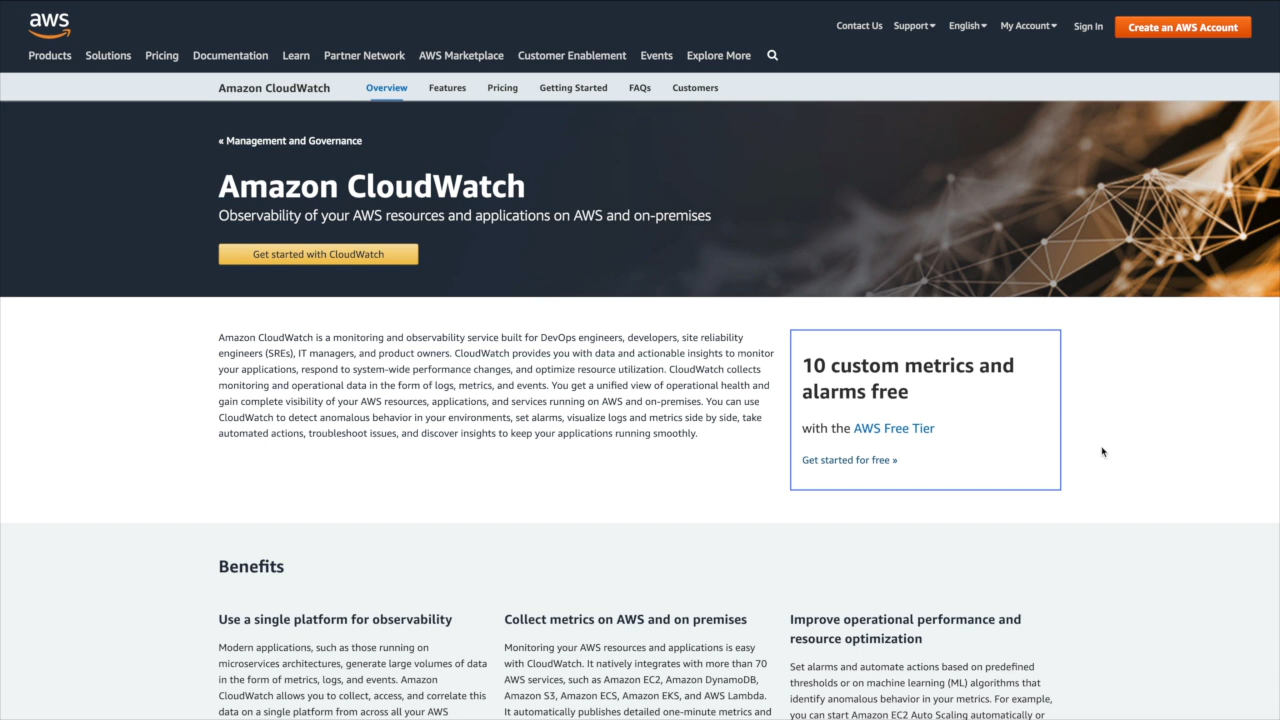 aws
Contact Us Support English My Account Sign In Create an AWS Account
Products Solutions Pricing Documentation Learn Partner Network AWS Marketplace Customer Enablement Events Explore More
Amazon CloudWatch Overview Features Pricing Getting Started FAQs Customers
« Management and Governance
Amazon CloudWatch
Observability of your AWS resources and applications on AWS and on-premises
Get started with CloudWatch
Amazon CloudWatch is a monitoring and observability service built for DevOps engineers, developers, site reliability
engineers (SREs), IT managers, and product owners. CloudWatch provides you with data and actionable insights to monitor
your applications, respond to system-wide performance changes, and optimize resource utilization. CloudWatch collects
monitoring and operational data in the form of logs, metrics, and events. You get a unified view of operational health and
gain complete visibility of your AWS resources, applications, and services running on AWS and on-premises. You can use
CloudWatch to detect anomalous behavior in your environments, set alarms, visualize logs and metrics side by side, take
automated actions, troubleshoot issues, and discover insights to keep your applications running smoothly.
10 custom metrics and
alarms free
with the AWS Free Tier
Get started for free »
Benefits
Use a single platform for observability
Modern applications, such as those running on
microservices architectures, generate large volumes of data
in the form of metrics, logs, and events. Amazon
CloudWatch allows you to collect, access, and correlate this
data on a single platform from across all your AWS
Collect metrics on AWS and on premises
Monitoring your AWS resources and applications is easy
with CloudWatch. It natively integrates with more than 70
AWS services, such as Amazon EC2, Amazon DynamoDB,
Amazon S3, Amazon ECS, Amazon EKS, and AWS Lambda.
It automatically publishes detailed one-minute metrics and
Improve operational performance and
resource optimization
Set alarms and automate actions based on predefined
thresholds or on machine learning (ML) algorithms that
identify anomalous behavior in your metrics. For example,
you can start Amazon EC2 Auto Scaling automatically or